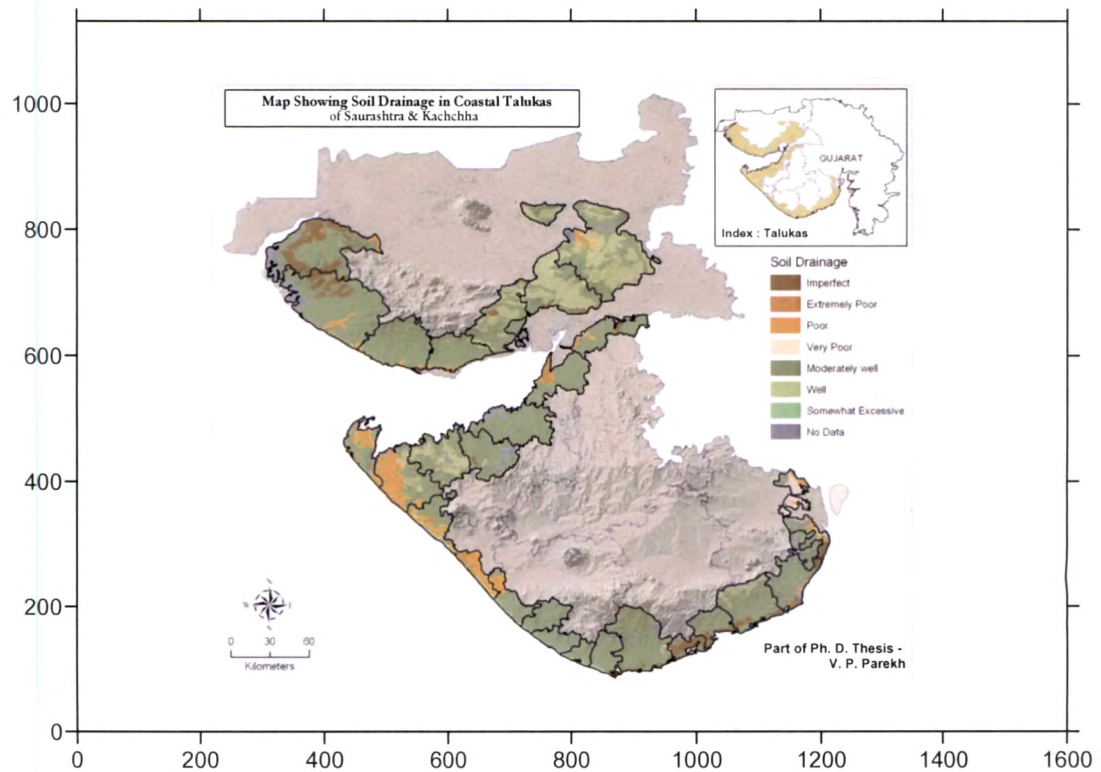 Map Showing Soil Drainage in Coastal Talukas
of Saurashtra & Kachchha
GUJARAT
Index : Talukas
Soil Drainage
Imperfect
Extremely Poor
Poor
Very Poor
Moderately well
Well
Somewhat Excessive
No Data
1000
800
600
400
200
0
W
0 30 60
Kilometers
Part of Ph. D. Thesis -
V. P. Parekh
0 200 400 600 800 1000 1200 1400 1600